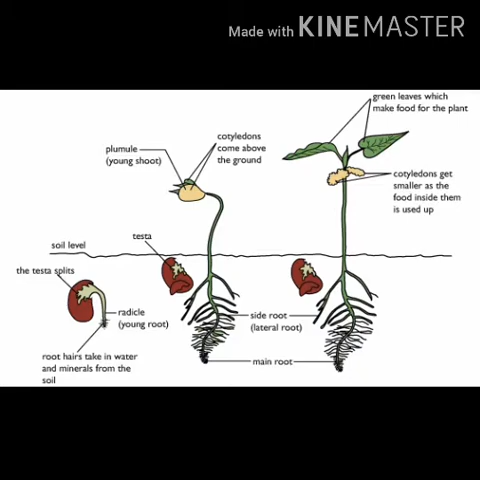 Made with KINEMASTER
green leaves which
make food for the plant
cotyledons
come above
the ground
plumule
(young shoot)
cotyledons get
smaller as the
food inside them
is used up
testa
soil level
the testa splits
radicle
(young root)
side root
(lateral root)
root hairs take in water
and minerals from the
soil
main root